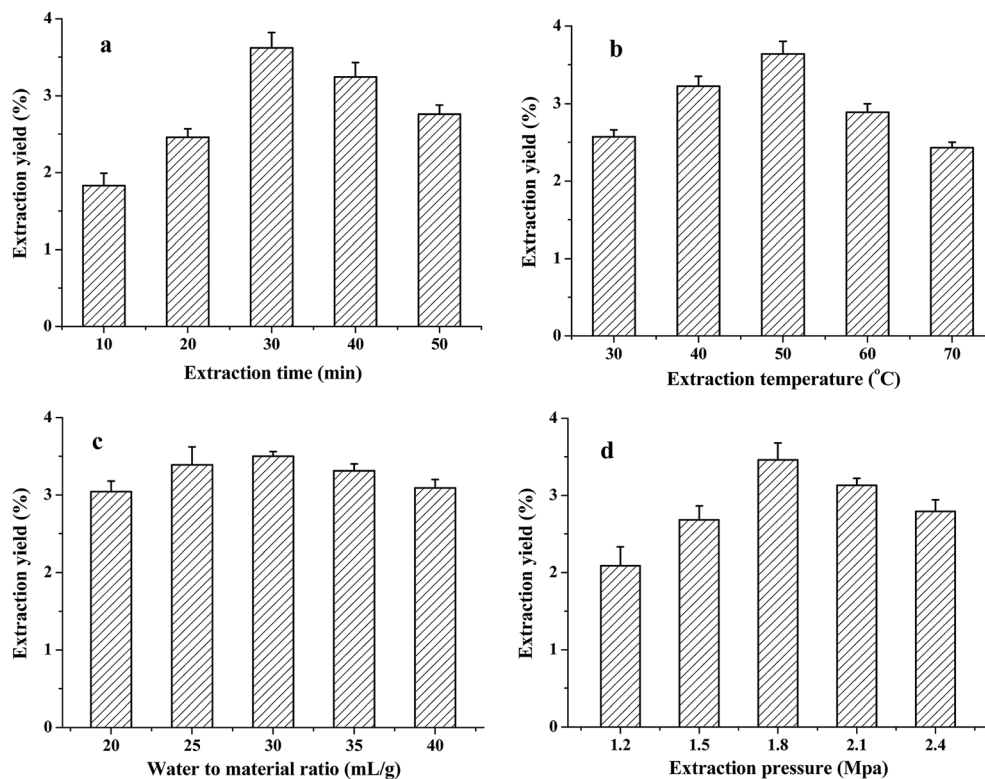 a
4
3
2
1
0
Extraction yield (%)
10 20 30 40 50
Extraction time (min)
b
4
3
2
1
0
Extraction yield (%)
30 40 50 60 70
Extraction temperature (°C)
c
4
3
2
1
0
Extraction yield (%)
20 25 30 35 40
Water to material ratio (mL/g)
d
4
3
2
1
0
Extraction yield (%)
1.2 1.5 1.8 2.1 2.4
Extraction pressure (Mpa)